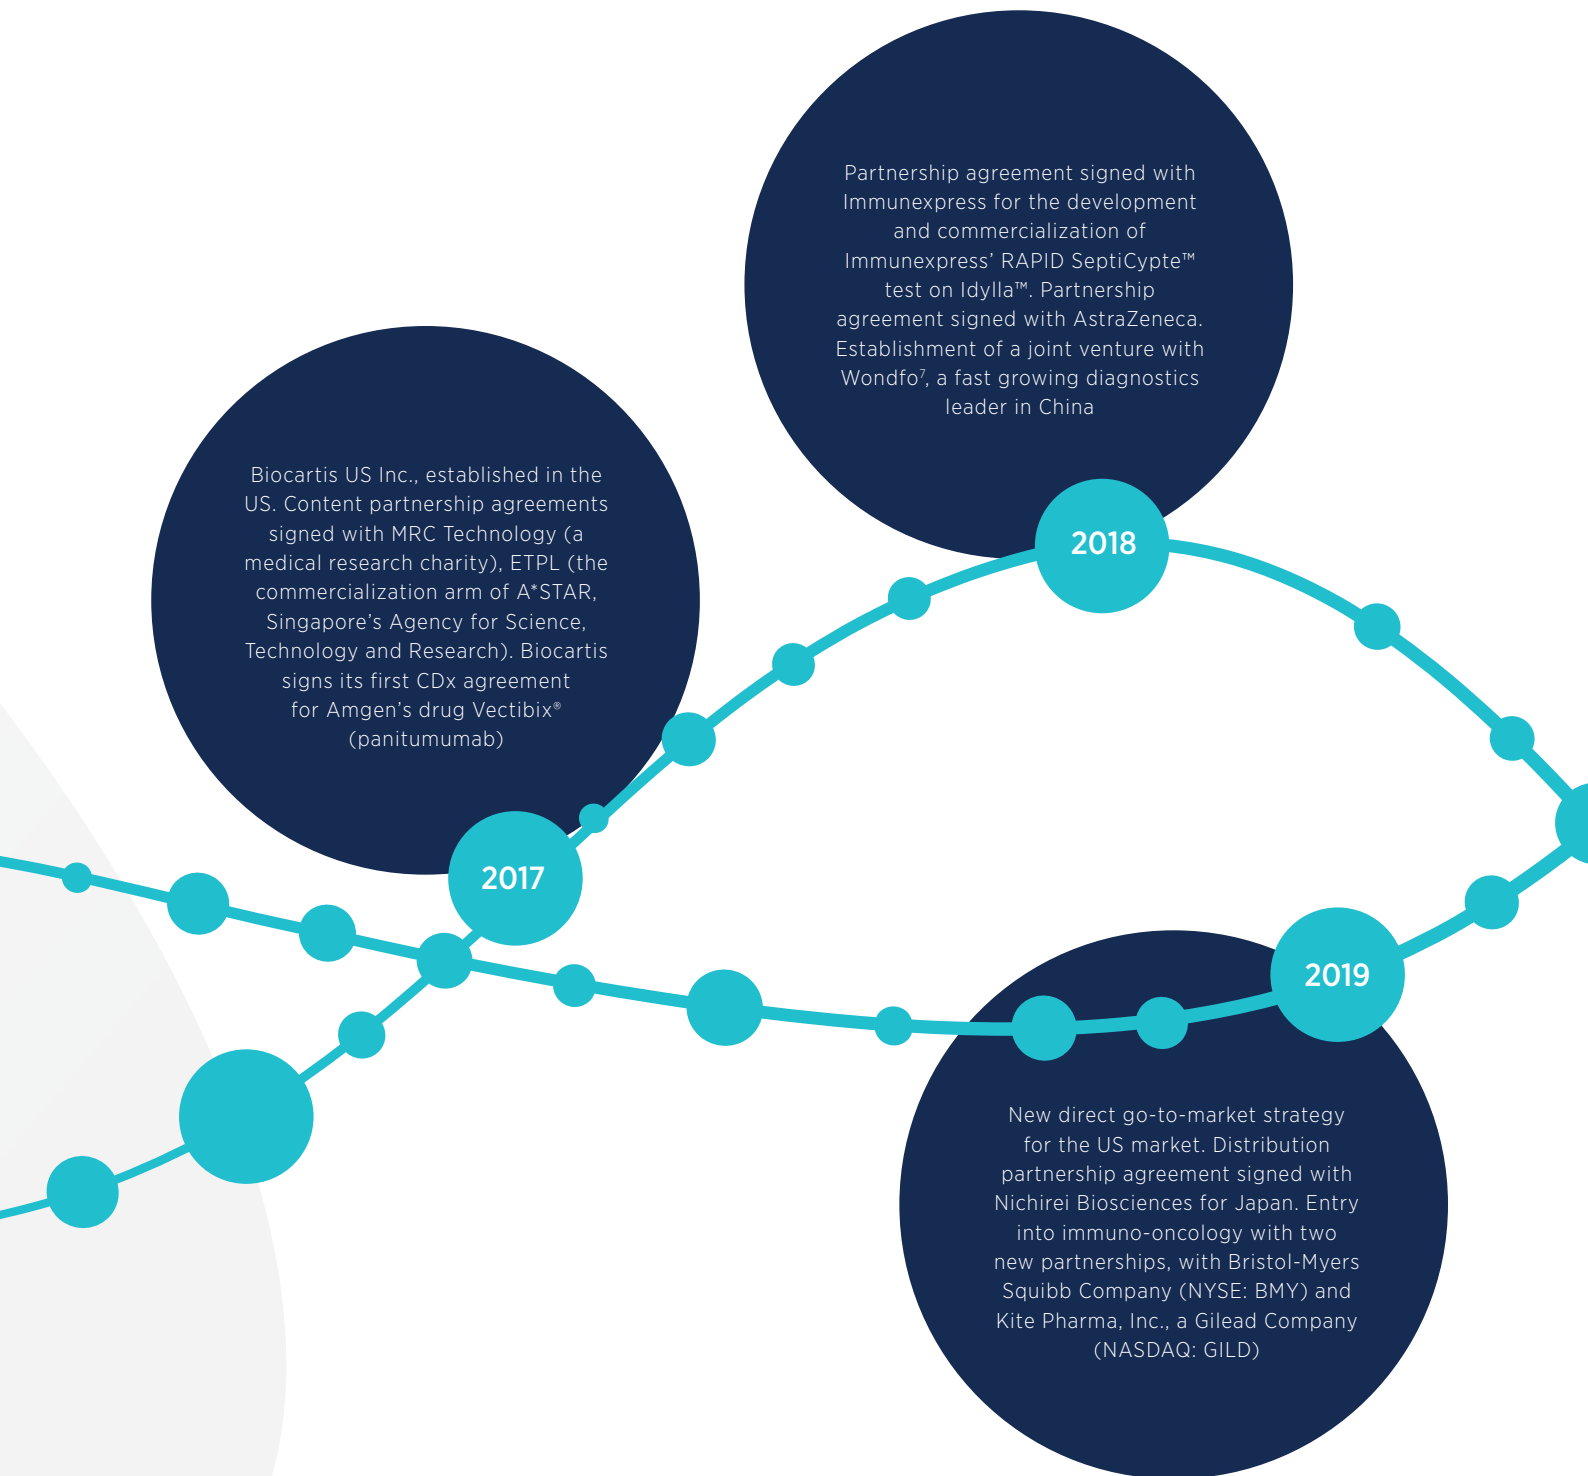 Biocartis US Inc., established in the
US. Content partnership agreements
signed with MRC Technology (a
medical research charity), ETPL (the
commercialization arm of A*STAR,
Singapore’s Agency for Science,
Technology and Research). Biocartis
signs its first CDx agreement
for Amgen’s drug Vectibix®
(panitumumab)
2017
Partnership agreement signed with
Immunexpress for the development
and commercialization of
Immunexpress’ RAPID SeptiCypte™
test on Idylla™. Partnership
agreement signed with AstraZeneca.
Establishment of a joint venture with
Wondfo⁷, a fast growing diagnostics
leader in China
2018
2019
New direct go-to-market strategy
for the US market. Distribution
partnership agreement signed with
Nichirei Biosciences for Japan. Entry
into immuno-oncology with two
new partnerships, with Bristol-Myers
Squibb Company (NYSE: BMY) and
Kite Pharma, Inc., a Gilead Company
(NASDAQ: GILD)